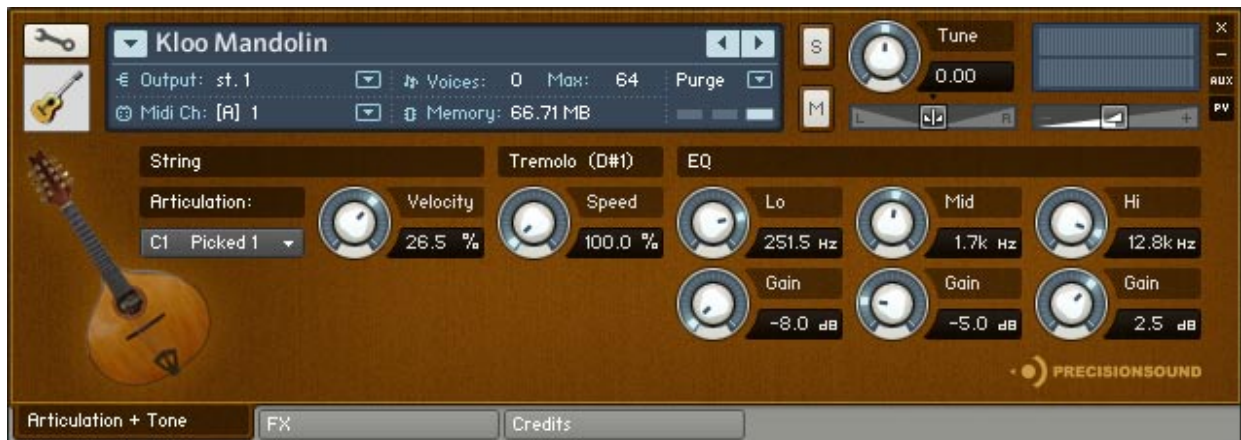 Kloo Mandolin
S
Tune
0.00
X
–
AUX
PV
Output: st. 1
Voices: 0 Max: 64
Purge
Midi Ch: [A] 1
Memory: 66.71 MB
M
L R
- +
String
Tremolo (D#1)
EQ
Articulation:
C1 Picked 1
Velocity
26.5 %
Speed
100.0 %
Lo
251.5 Hz
Mid
1.7k Hz
Hi
12.8k Hz
Gain
-8.0 dB
Gain
-5.0 dB
Gain
2.5 dB
PRECISIONSOUND
Articulation + Tone
FX
Credits